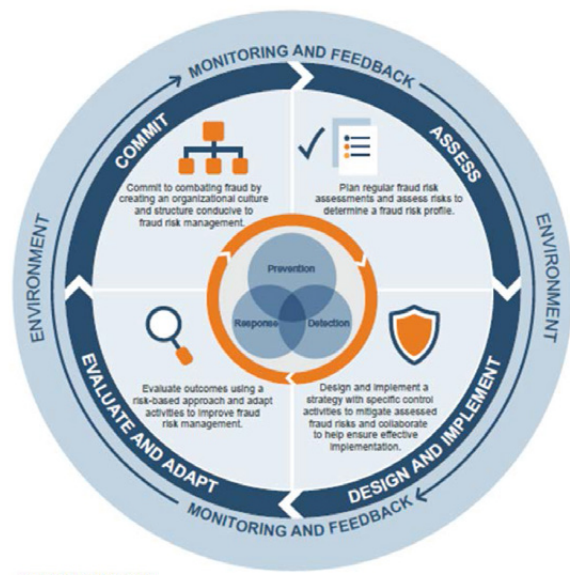 MONITORING AND FEEDBACK
COMMIT
ASSESS
Commit to combating fraud by
creating an organizational culture
and structure conducive to
fraud risk management.
Plan regular fraud risk
assessments and assess risks to
determine a fraud risk profile.
ENVIRONMENT
ENVIRONMENT
Prevention
Response
Detection
Evaluate outcomes using a
risk-based approach and adapt
activities to improve fraud
risk management.
Design and implement a
strategy with specific control
activities to mitigate assessed
fraud risks and collaborate
to help ensure effective
implementation.
EVALUATE AND ADAPT
DESIGN AND IMPLEMENT
MONITORING AND FEEDBACK